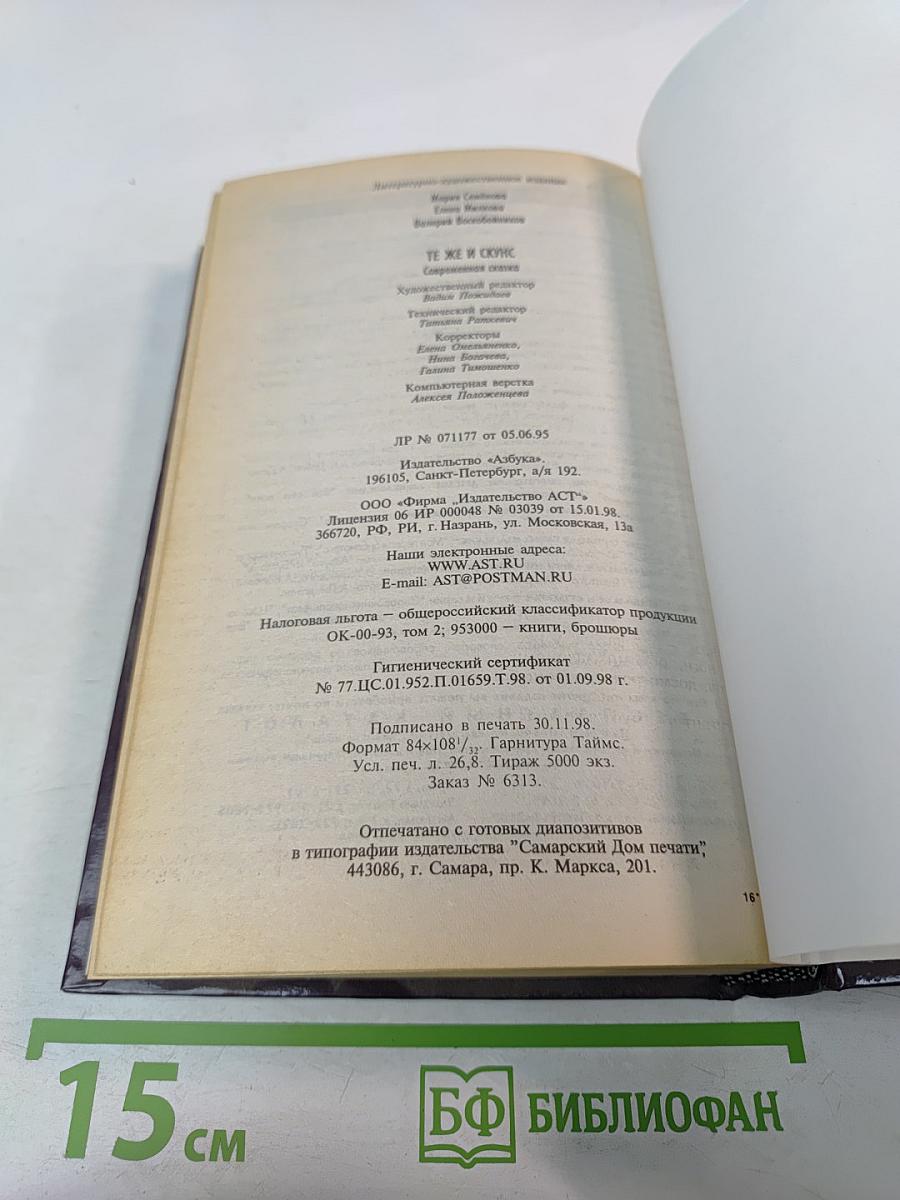 Литературно-художественное издание
Мария Семёнова
Елена Милкова
Валерий Воскобойников
ТЕ ЖЕ И СКУНС
Современная сказка
Художественный редактор
Вадим Пожидаев
Технический редактор
Татьяна Раткевич
Корректоры
Елена Омельяненко,
Нина Богачева,
Галина Тимошенко
Компьютерная верстка
Алексея Положенцева
ЛР № 071177 от 05.06.95
Издательство «Азбука».
196105, Санкт-Петербург, а/я 192.
ООО «Фирма „Издательство АСТ“»
Лицензия 06 ИР 000048 № 03039 от 15.01.98.
366720, РФ, РИ, г. Назрань, ул. Московская, 13а
Наши электронные адреса:
WWW.AST.RU
E-mail: AST@POSTMAN.RU
Налоговая льгота — общероссийский классификатор продукции
ОК-00-93, том 2; 953000 — книги, брошюры
Гигиенический сертификат
№ 77.ЦС.01.952.П.01659.Т.98. от 01.09.98 г.
Подписано в печать 30.11.98.
Формат 84×108¹/₃₂. Гарнитура Таймс.
Усл. печ. л. 26,8. Тираж 5000 экз.
Заказ № 6313.
Отпечатано с готовых диапозитивов
в типографии издательства "Самарский Дом печати",
443086, г. Самара, пр. К. Маркса, 201.
16*
15 см
БФ БИБЛИОФАН